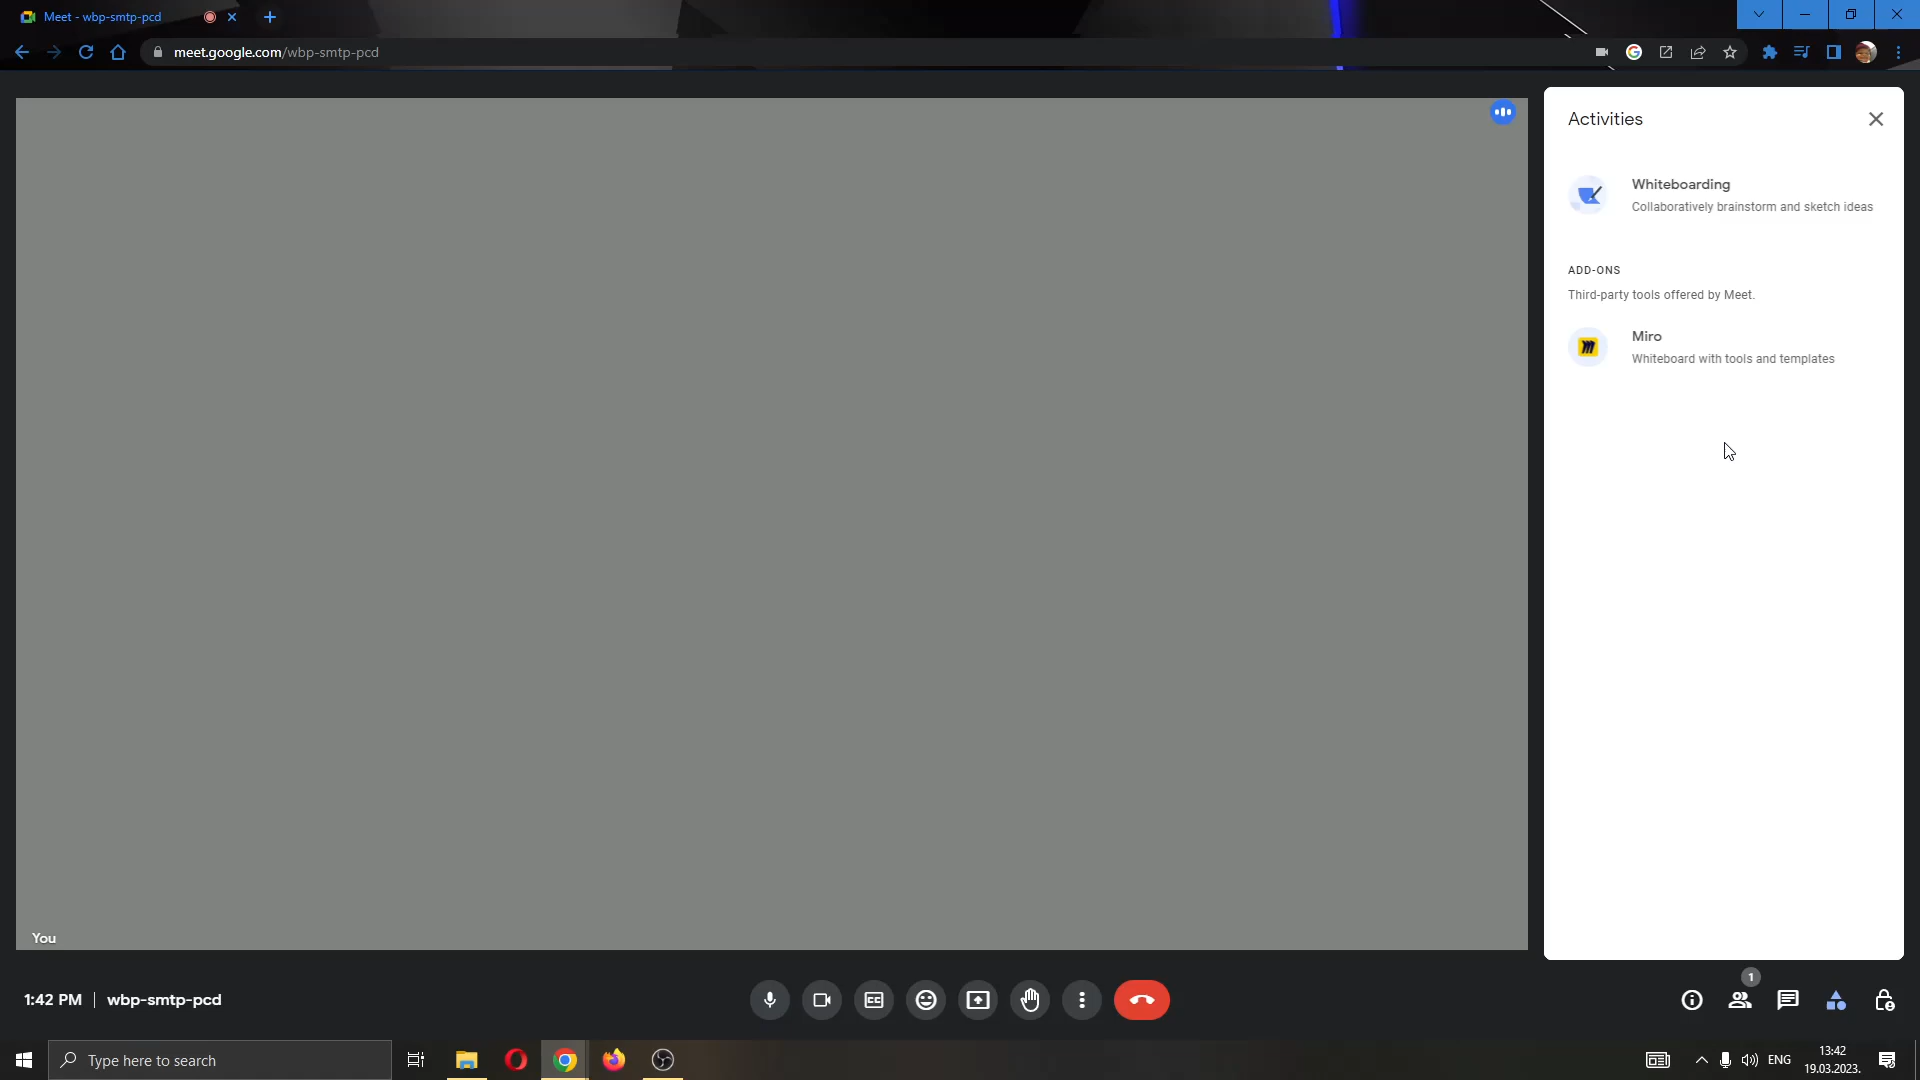 Meet - wbp-smtp-pcd
meet.google.com/wbp-smtp-pcd
Activities
Whiteboarding
Collaboratively brainstorm and sketch ideas
ADD-ONS
Third-party tools offered by Meet.
Miro
Whiteboard with tools and templates
You
1:42 PM | wbp-smtp-pcd
1
Type here to search
ENG
13:42
19.03.2023.